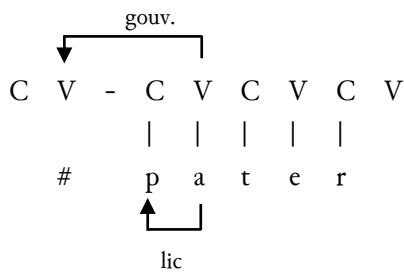 gouv.
C V - C V C V C V
| | | | |
# p a t e r
lic